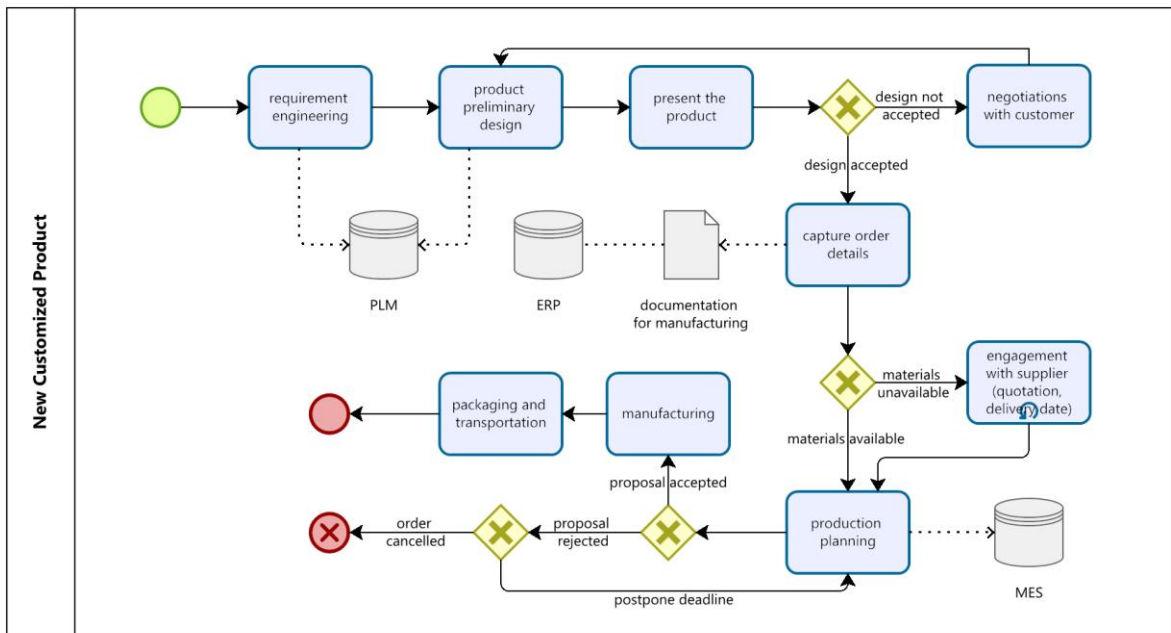 New Customized Product
requirement
engineering
product
preliminary
design
present the
product
design not
accepted
negotiations
with customer
design accepted
capture order
details
PLM
ERP
documentation
for manufacturing
materials
unavailable
engagement
with supplier
(quotation,
delivery date)
materials available
packaging and
transportation
manufacturing
proposal accepted
order
cancelled
proposal
rejected
production
planning
postpone deadline
MES